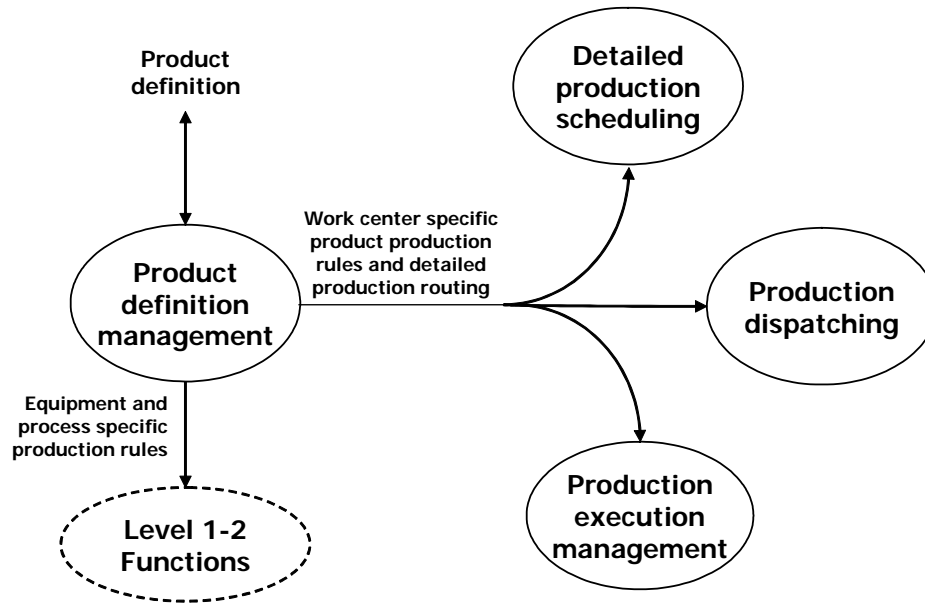 Product
definition
Detailed
production
scheduling
Work center specific
product production
rules and detailed
production routing
Product
definition
management
Production
dispatching
Equipment and
process specific
production rules
Level 1-2
Functions
Production
execution
management